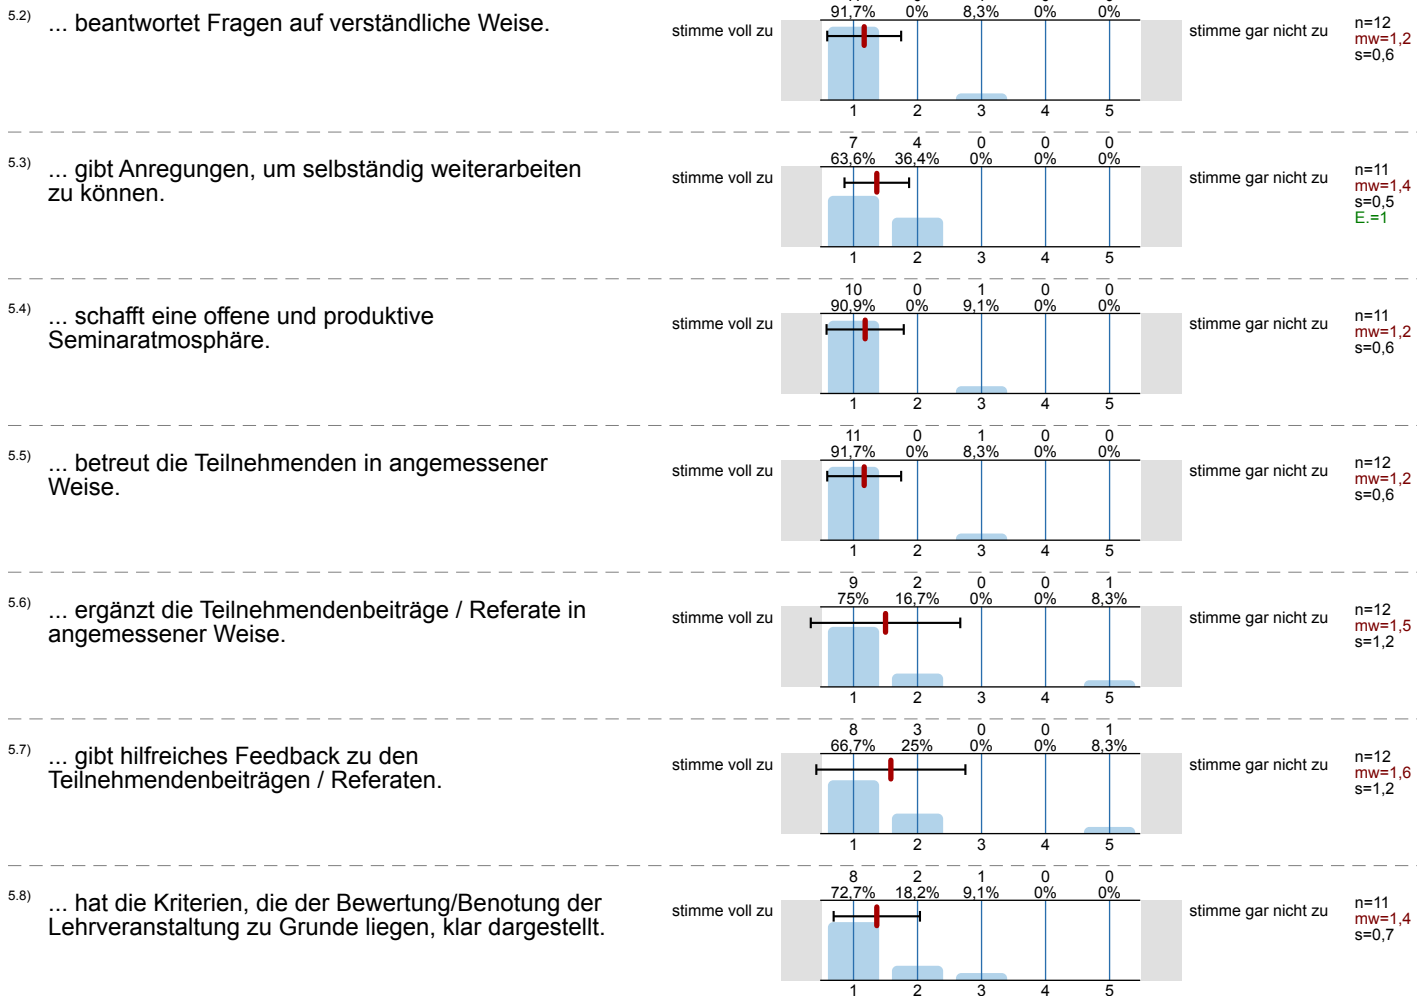 5.2) ... beantwortet Fragen auf verständliche Weise.
91,7% 0% 8,3% 0% 0%
stimme voll zu stimme gar nicht zu
n=12
mw=1,2
s=0,6
1 2 3 4 5
7 4 0 0 0
63,6% 36,4% 0% 0% 0%
5.3) ... gibt Anregungen, um selbständig weiterarbeiten
zu können.
stimme voll zu stimme gar nicht zu
n=11
mw=1,4
s=0,5
E.=1
1 2 3 4 5
10 0 1 0 0
90,9% 0% 9,1% 0% 0%
5.4) ... schafft eine offene und produktive
Seminaratmosphäre.
stimme voll zu stimme gar nicht zu
n=11
mw=1,2
s=0,6
1 2 3 4 5
11 0 1 0 0
91,7% 0% 8,3% 0% 0%
5.5) ... betreut die Teilnehmenden in angemessener
Weise.
stimme voll zu stimme gar nicht zu
n=12
mw=1,2
s=0,6
1 2 3 4 5
9 2 0 0 1
75% 16,7% 0% 0% 8,3%
5.6) ... ergänzt die Teilnehmendenbeiträge / Referate in
angemessener Weise.
stimme voll zu stimme gar nicht zu
n=12
mw=1,5
s=1,2
1 2 3 4 5
8 3 0 0 1
66,7% 25% 0% 0% 8,3%
5.7) ... gibt hilfreiches Feedback zu den
Teilnehmendenbeiträgen / Referaten.
stimme voll zu stimme gar nicht zu
n=12
mw=1,6
s=1,2
1 2 3 4 5
8 2 1 0 0
72,7% 18,2% 9,1% 0% 0%
5.8) ... hat die Kriterien, die der Bewertung/Benotung der
Lehrveranstaltung zu Grunde liegen, klar dargestellt.
stimme voll zu stimme gar nicht zu
n=11
mw=1,4
s=0,7
1 2 3 4 5